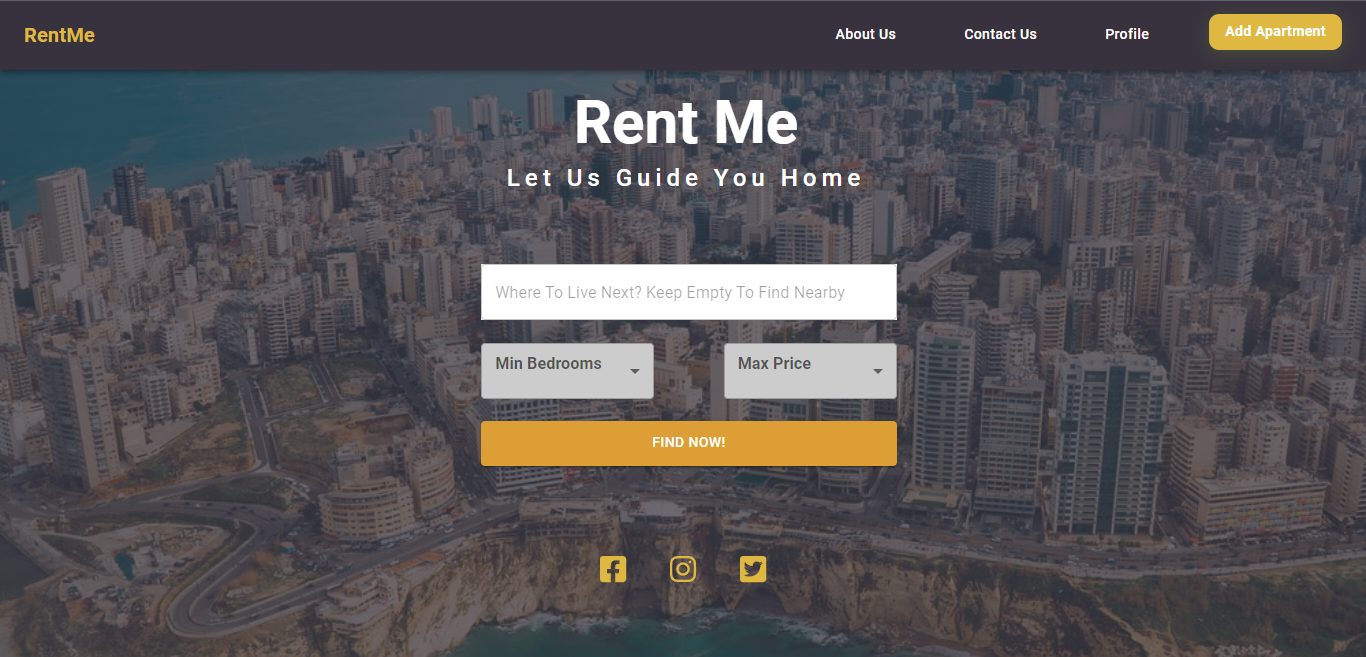 RentMe
About Us
Contact Us
Profile
Add Apartment
Rent Me
Let Us Guide You Home
Where To Live Next? Keep Empty To Find Nearby
Min Bedrooms
Max Price
FIND NOW!